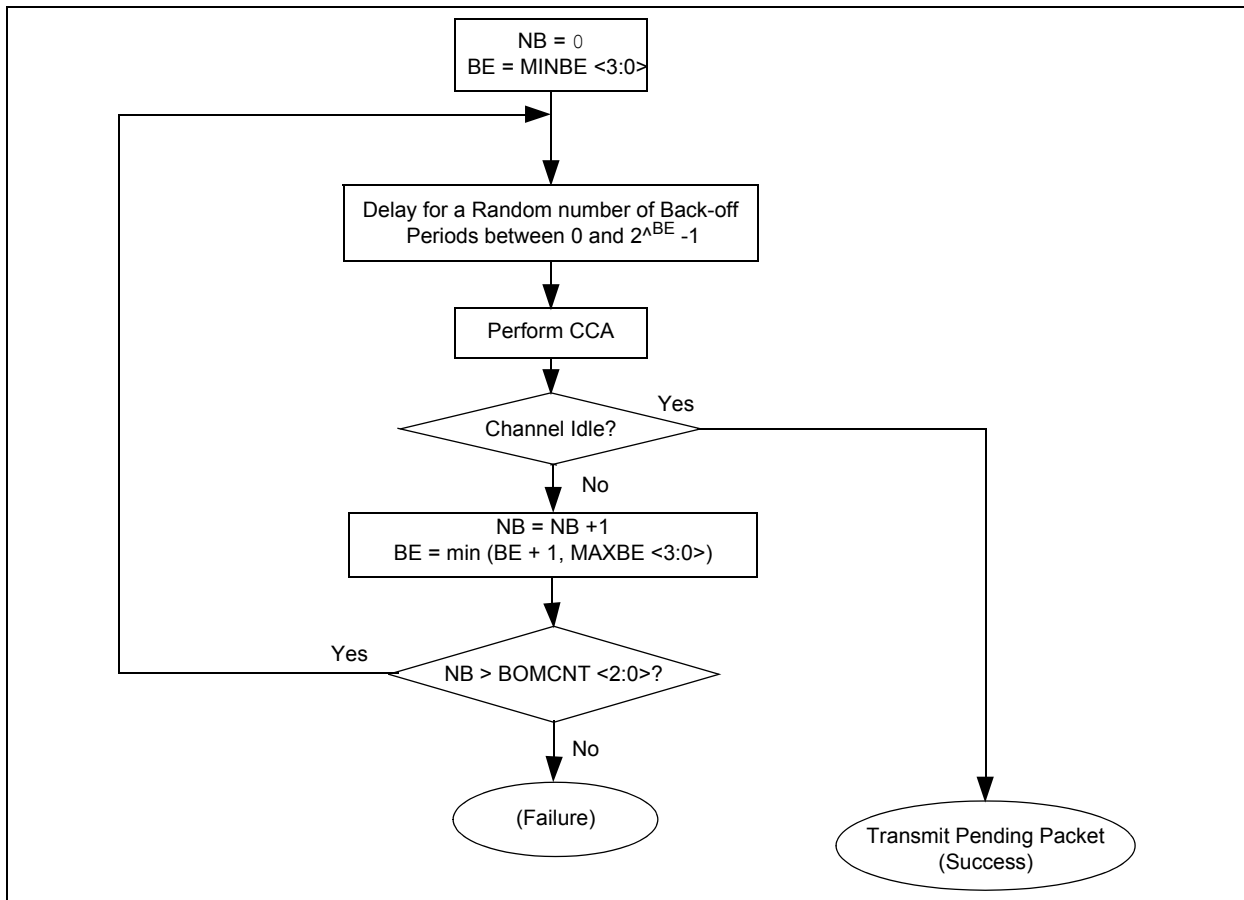 NB = 0
BE = MINBE <3:0>
Delay for a Random number of Back-off
Periods between 0 and 2^BE -1
Perform CCA
Channel Idle?
Yes
No
NB = NB +1
BE = min (BE + 1, MAXBE <3:0>)
Yes
NB > BOMCNT <2:0>?
No
(Failure)
Transmit Pending Packet
(Success)